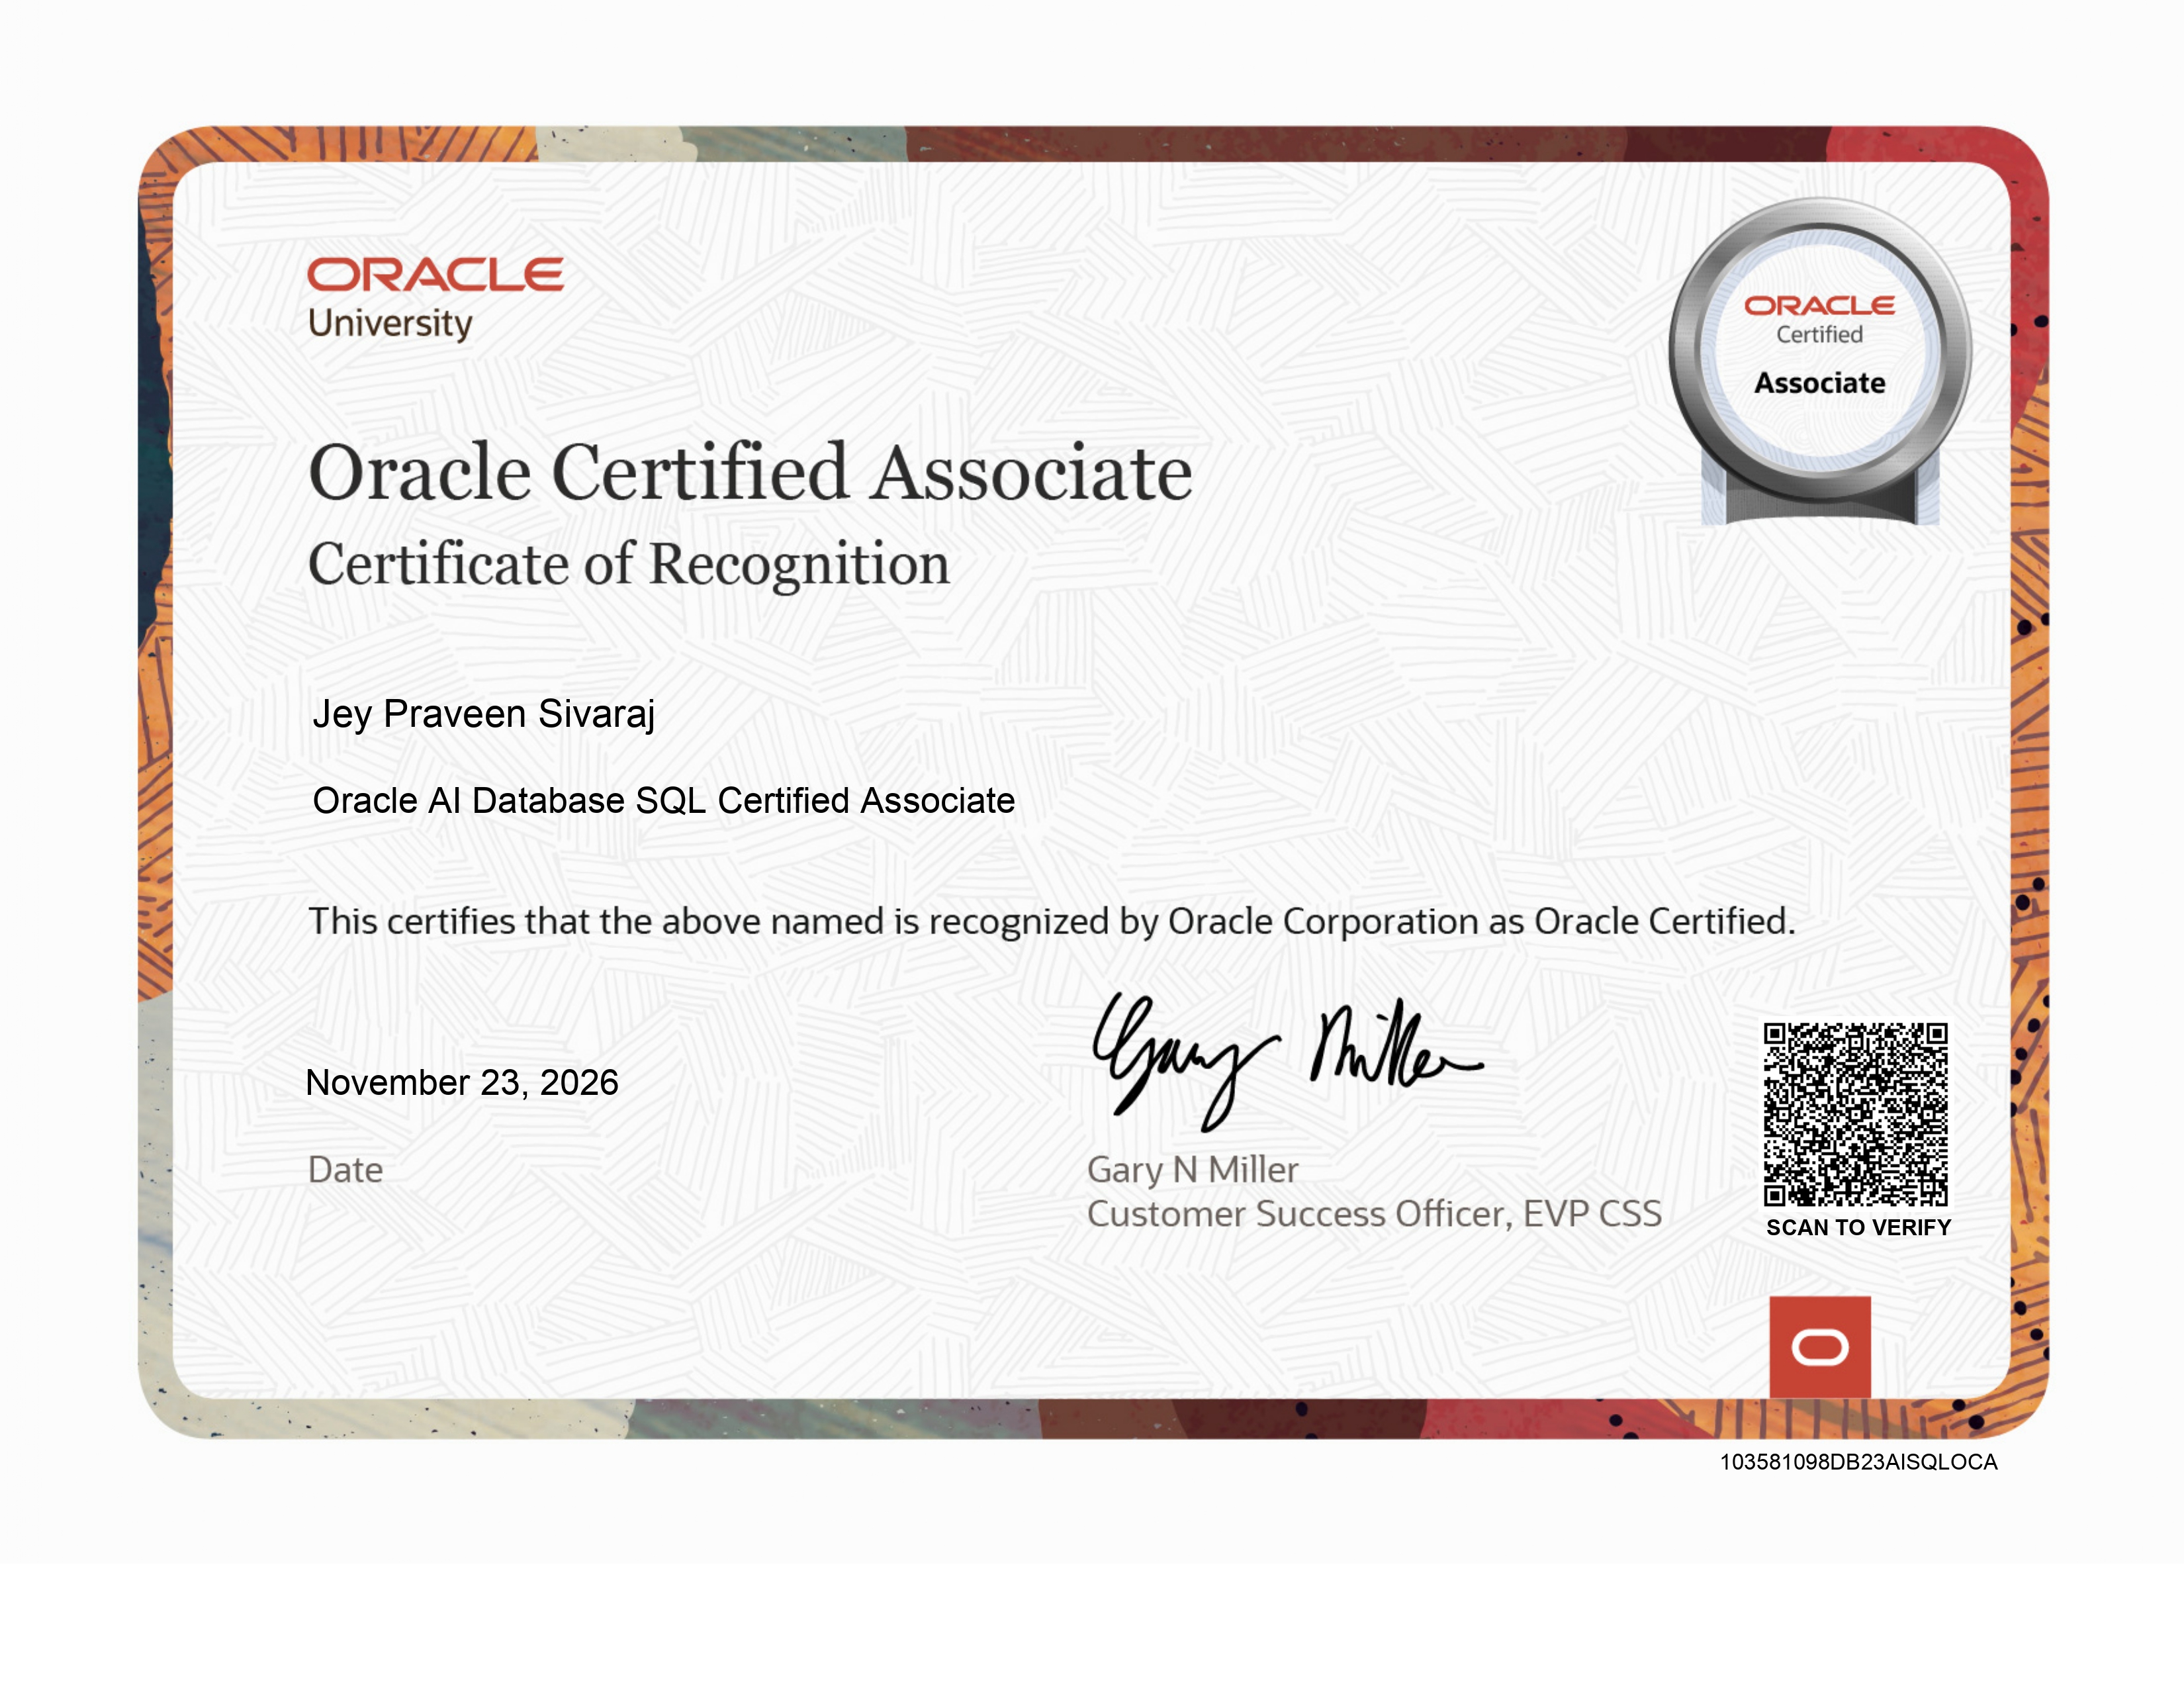 ORACLE
University
ORACLE
Certified
Associate
Oracle Certified Associate
Certificate of Recognition
Jey Praveen Sivaraj
Oracle AI Database SQL Certified Associate
This certifies that the above named is recognized by Oracle Corporation as Oracle Certified.
Gary Miller
November 23, 2026
Date
Gary N Miller
Customer Success Officer, EVP CSS
SCAN TO VERIFY
103581098DB23AISQLOCA